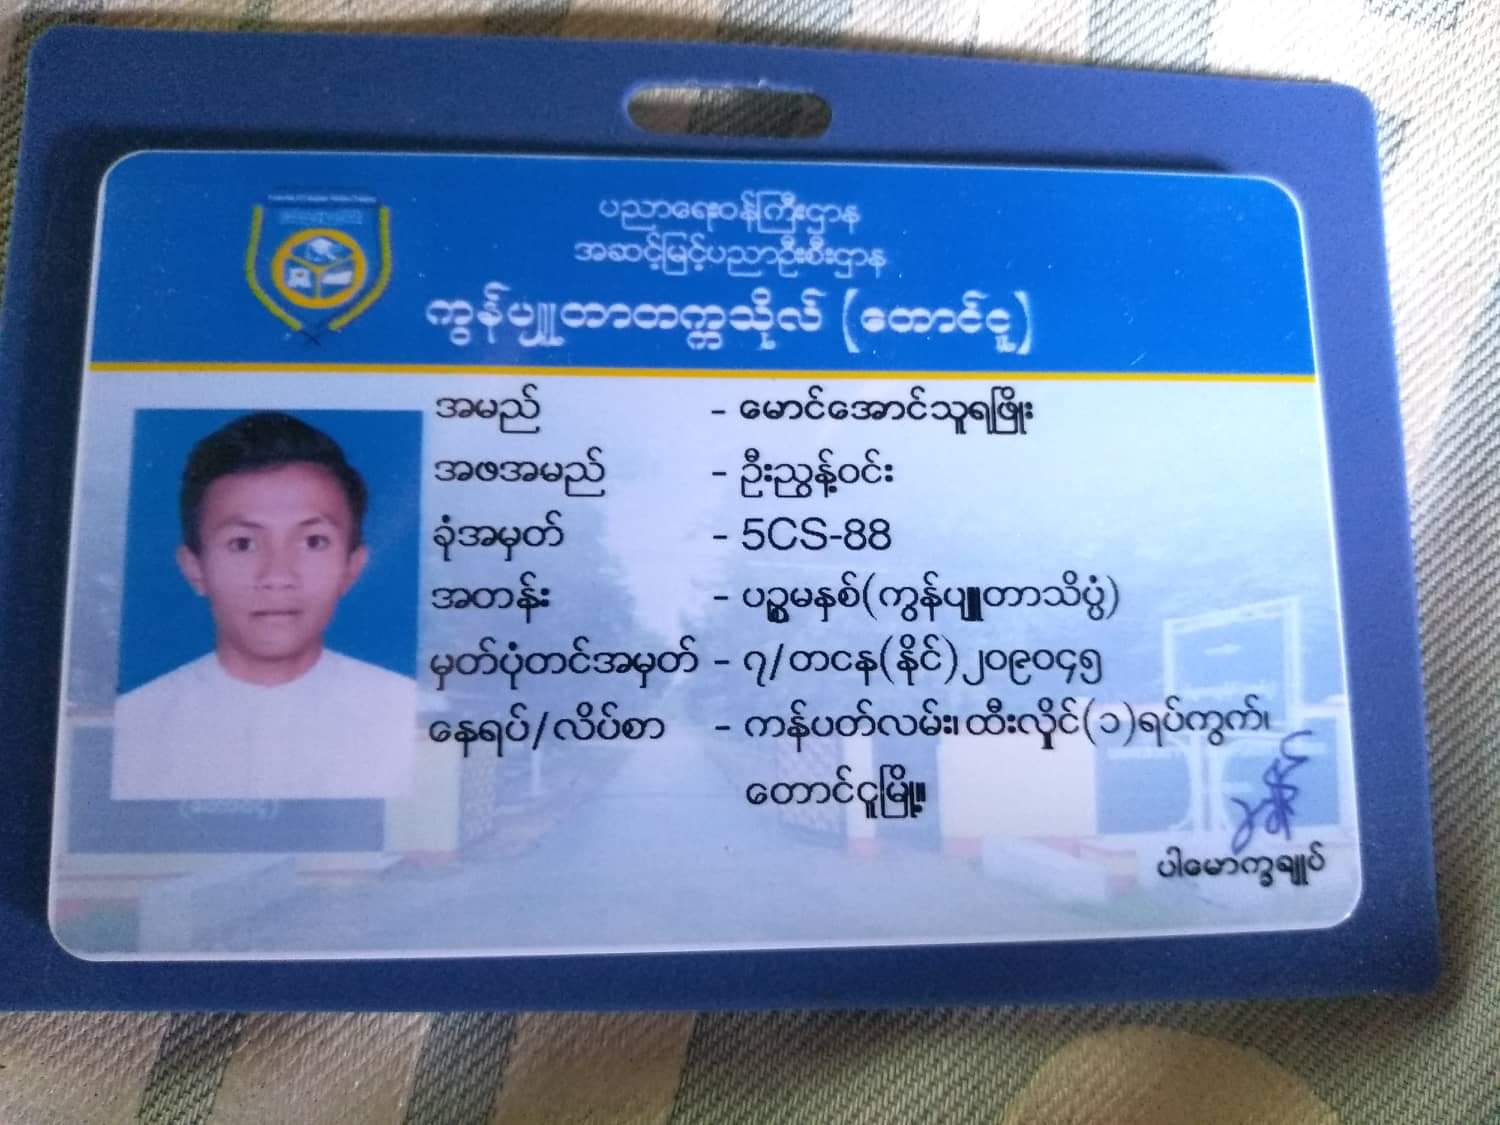 ပညာရေးဝန်ကြီးဌာန
အဆင့်မြင့်ပညာဦးစီးဌာန
ကွန်ပျူတာတက္ကသိုလ် (တောင်ငူ)
အမည် - မောင်အောင်သူရဖြိုး
အဖအမည် - ဦးညွန့်ဝင်း
ခုံအမှတ် - 5CS-88
အတန်း - ပဉ္စမနှစ်(ကွန်ပျူတာသိပ္ပံ)
မှတ်ပုံတင်အမှတ် - ၇/တငန(နိုင်)၂၀၉၀၄၅
နေရပ်/လိပ်စာ - ကန်ပတ်လမ်း၊ထီးလှိုင်(၁)ရပ်ကွက်၊
တောင်ငူမြို့။
ပါမောက္ခချုပ်